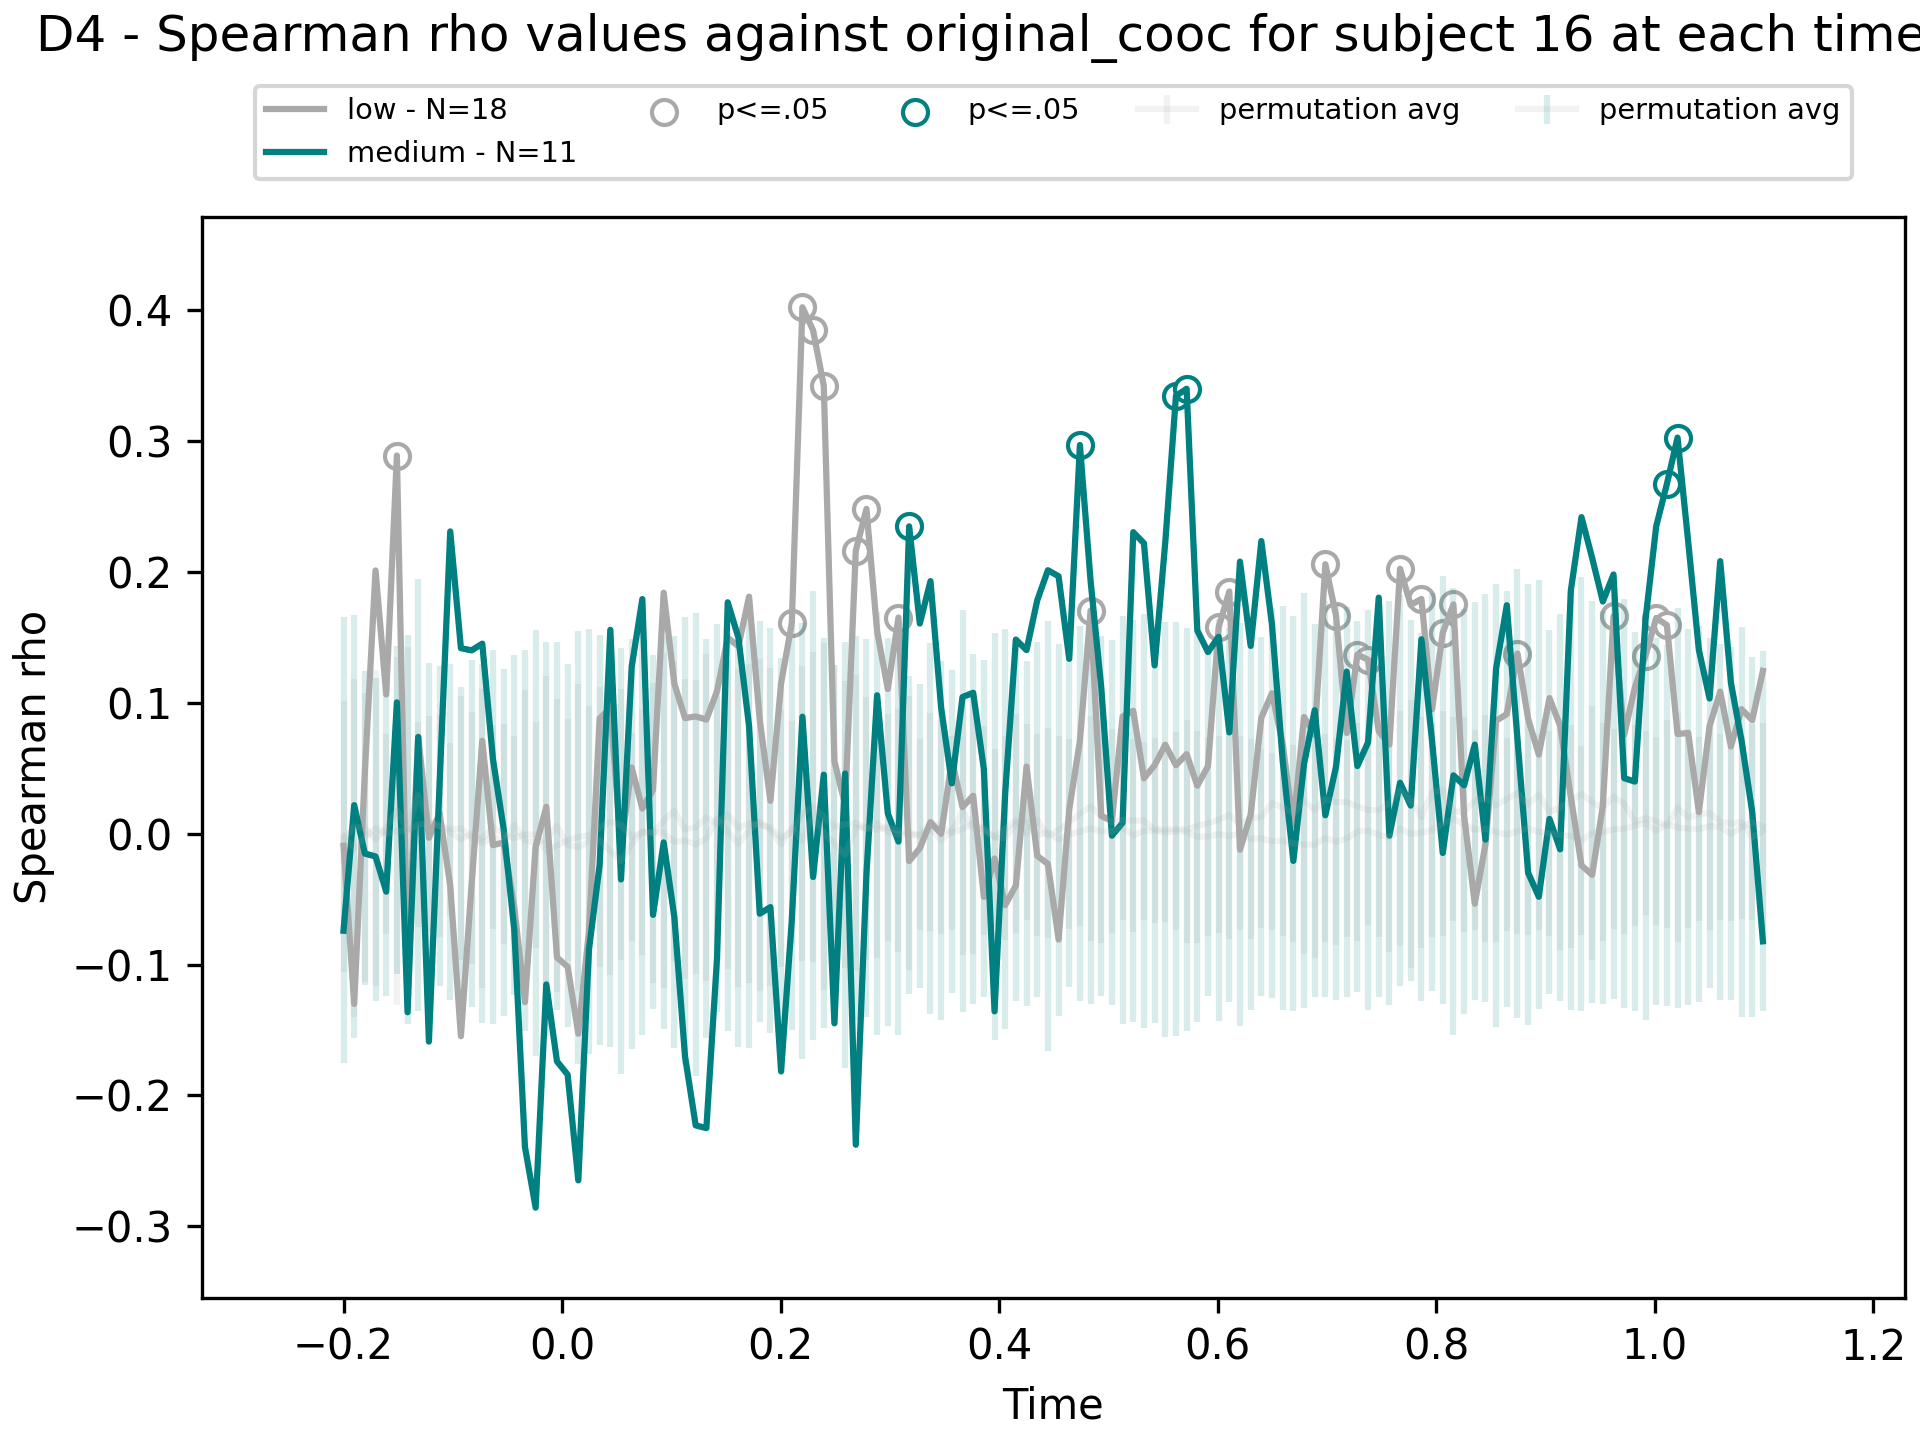 D4 - Spearman rho values against original_cooc for subject 16 at each time
low - N=18
medium - N=11
p<=.05
p<=.05
permutation avg
permutation avg
Spearman rho
0.4
0.3
0.2
0.1
0.0
−0.1
−0.2
−0.3
−0.2
0.0
0.2
0.4
0.6
0.8
1.0
1.2
Time